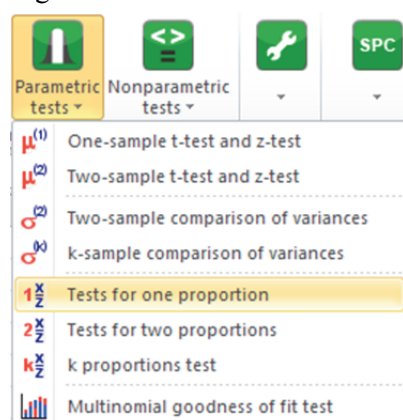 <>
=
SPC
Parametric
tests
Nonparametric
tests
μ(1) One-sample t-test and z-test
μ(2) Two-sample t-test and z-test
σ(2) Two-sample comparison of variances
σ(k) k-sample comparison of variances
1 x/z Tests for one proportion
2 x/z Tests for two proportions
k x/z k proportions test
Multinomial goodness of fit test